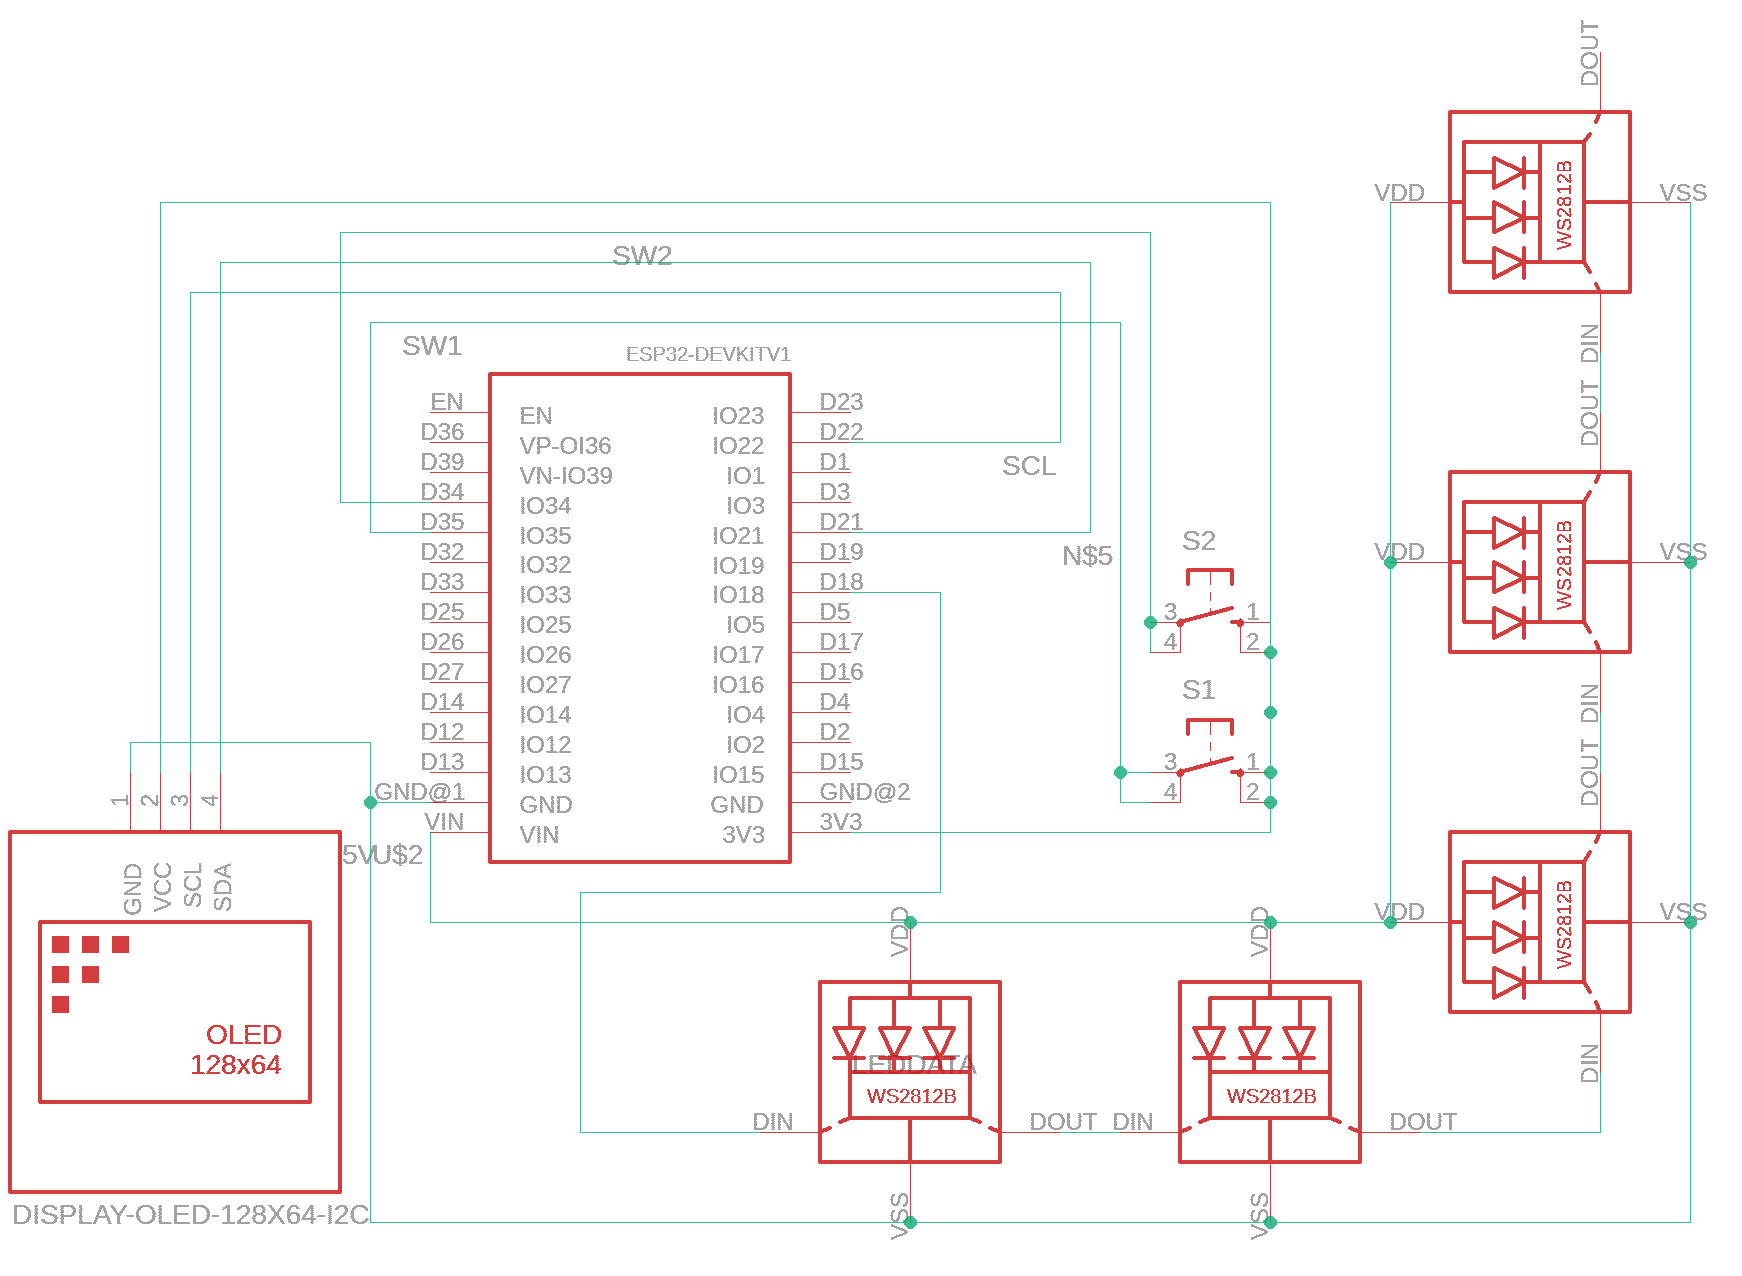 DOUT
VDD
VSS
WS2812B
DIN
DOUT
VDD
VSS
WS2812B
DIN
DOUT
VDD
VSS
WS2812B
DIN
SW2
SW1
ESP32-DEVKITV1
EN EN IO23 D23
D36 VP-OI36 IO22 D22
D39 VN-IO39 IO1 D1
D34 IO34 IO3 D3
D35 IO35 IO21 D21
D32 IO32 IO19 D19
D33 IO33 IO18 D18
D25 IO25 IO5 D5
D26 IO26 IO17 D17
D27 IO27 IO16 D16
D14 IO14 IO4 D4
D12 IO12 IO2 D2
D13 IO13 IO15 D15
GND@1 GND GND GND@2
VIN VIN 3V3 3V3
SCL
N$5
S2
3 1
4 2
S1
3 1
4 2
1 2 3 4
GND VCC SCL SDA
5V U$2
OLED
128x64
DISPLAY-OLED-128X64-I2C
VDD
LEDDATA
WS2812B
DIN
DOUT
VSS
VDD
WS2812B
DIN
DOUT
VSS